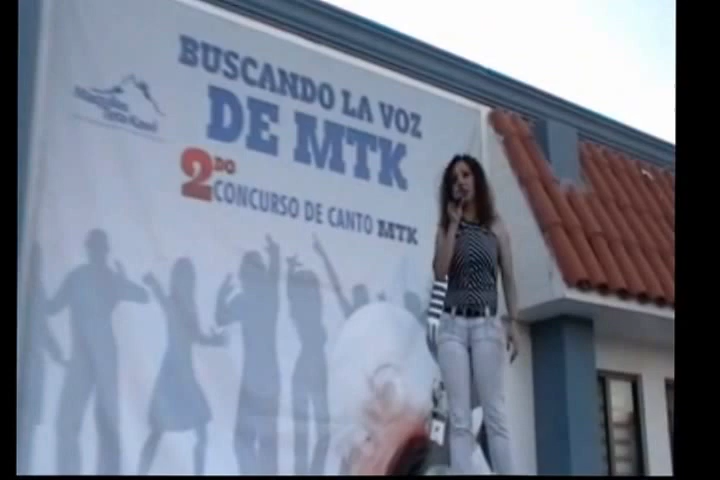 BUSCANDO LA VOZ
DE MTK
2DO
CONCURSO DE CANTO MTK